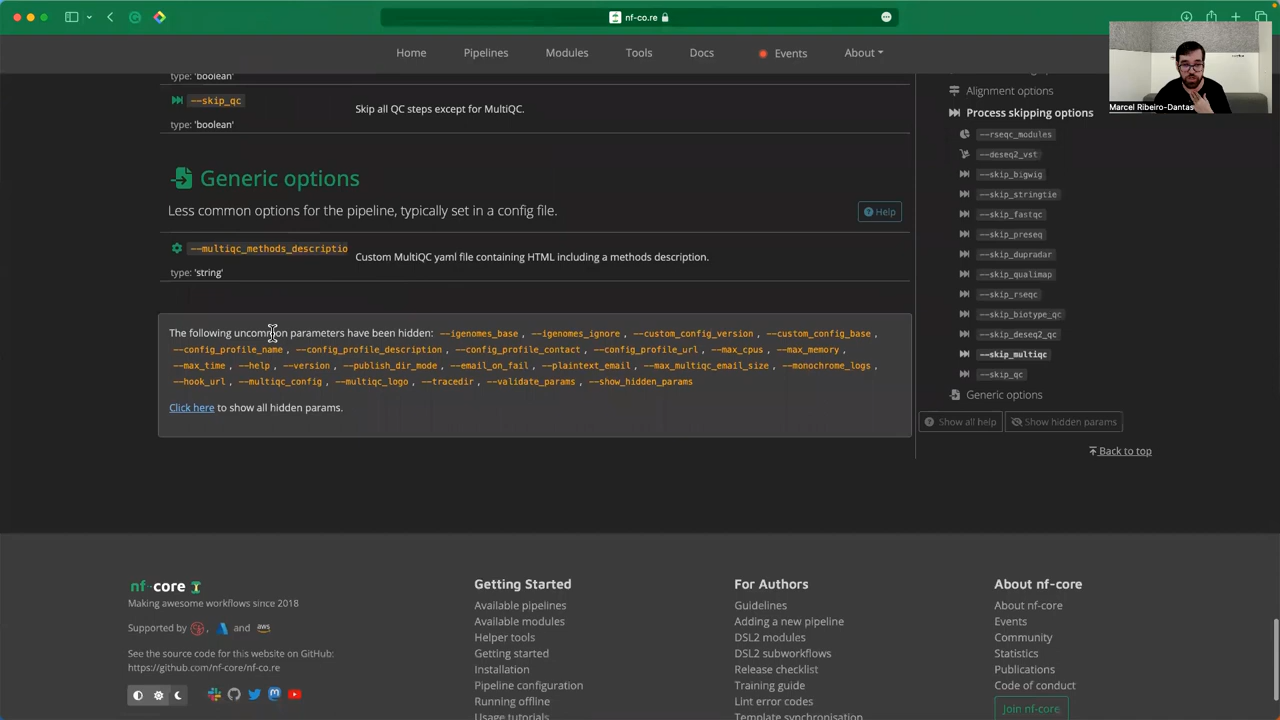 nf-co.re
Home
Pipelines
Modules
Tools
Docs
Events
About
Marcel Ribeiro-Dantas
type: 'boolean'
--skip_qc
Skip all QC steps except for MultiQC.
type: 'boolean'
Generic options
Less common options for the pipeline, typically set in a config file.
Help
--multiqc_methods_descriptio
Custom MultiQC yaml file containing HTML including a methods description.
type: 'string'
The following uncommon parameters have been hidden: --igenomes_base , --igenomes_ignore , --custom_config_version , --custom_config_base ,
--config_profile_name , --config_profile_description , --config_profile_contact , --config_profile_url , --max_cpus , --max_memory ,
--max_time , --help , --version , --publish_dir_mode , --email_on_fail , --plaintext_email , --max_multiqc_email_size , --monochrome_logs ,
--hook_url , --multiqc_config , --multiqc_logo , --tracedir , --validate_params , --show_hidden_params
Click here to show all hidden params.
Alignment options
Process skipping options
--rseqc_modules
--deseq2_vst
--skip_bigwig
--skip_stringtie
--skip_fastqc
--skip_preseq
--skip_dupradar
--skip_qualimap
--skip_rseqc
--skip_biotype_qc
--skip_deseq2_qc
--skip_multiqc
--skip_qc
Generic options
Show all help
Show hidden params
Back to top
nf-core
Making awesome workflows since 2018
Supported by , and aws
See the source code for this website on GitHub:
https://github.com/nf-core/nf-co.re
Getting Started
Available pipelines
Available modules
Helper tools
Getting started
Installation
Pipeline configuration
Running offline
Usage tutorials
For Authors
Guidelines
Adding a new pipeline
DSL2 modules
DSL2 subworkflows
Release checklist
Training guide
Lint error codes
Template synchronisation
About nf-core
About nf-core
Events
Community
Statistics
Publications
Code of conduct
Join nf-core